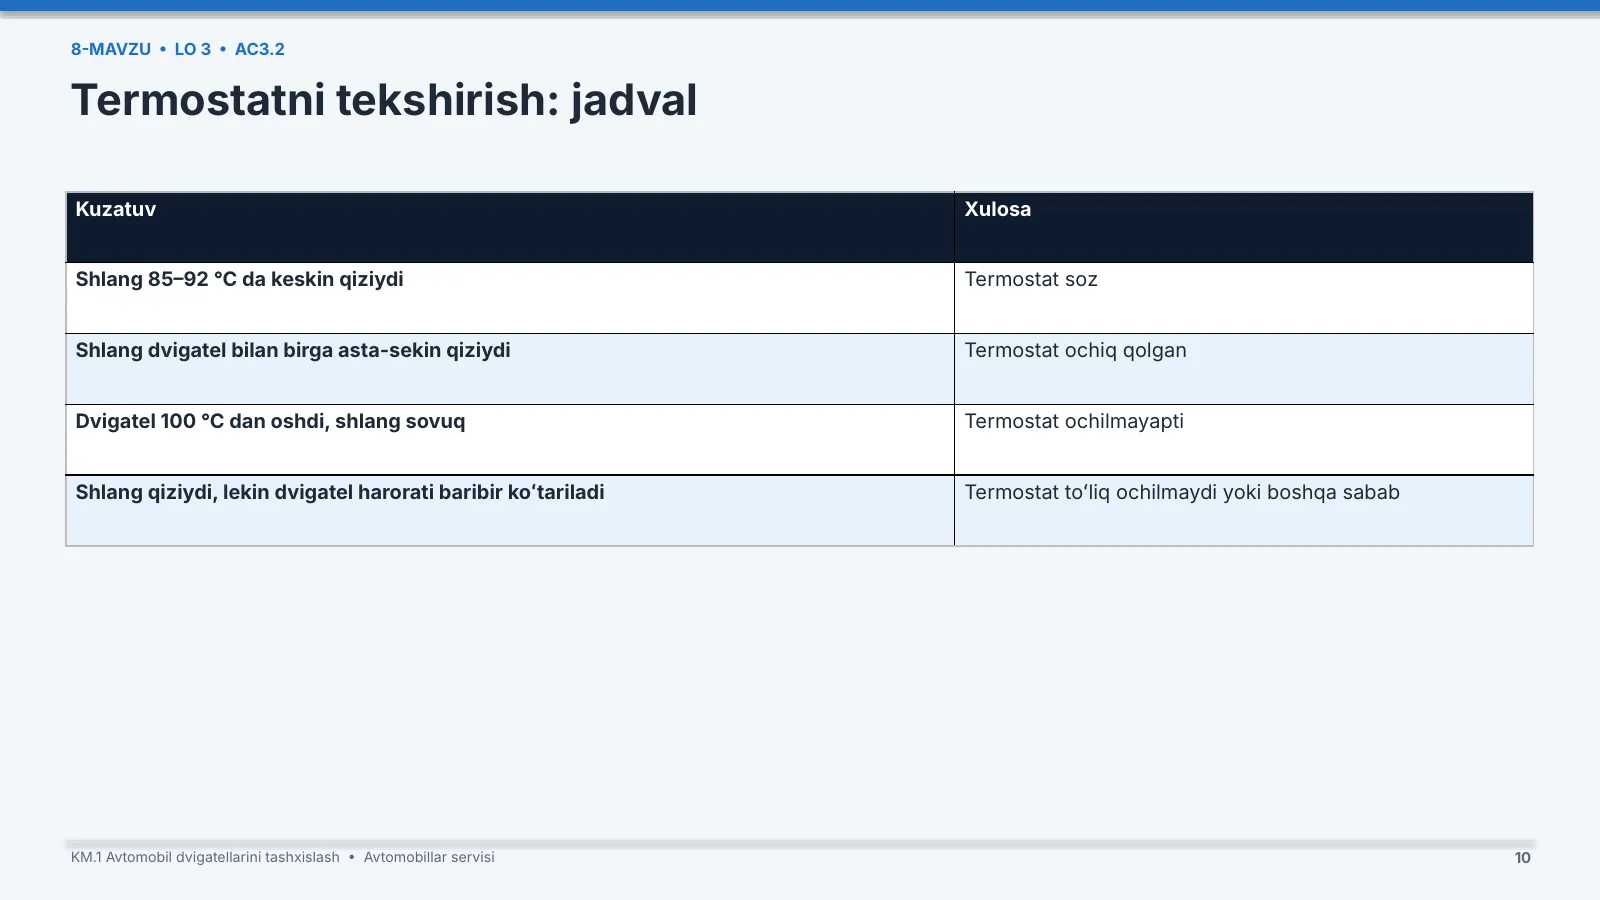 8-MAVZU • LO 3 • AC3.2
Termostatni tekshirish: jadval
Kuzatuv
Xulosa
Shlang 85–92 °C da keskin qiziydi
Termostat soz
Shlang dvigatel bilan birga asta-sekin qiziydi
Termostat ochiq qolgan
Dvigatel 100 °C dan oshdi, shlang sovuq
Termostat ochilmayapti
Shlang qiziydi, lekin dvigatel harorati baribir koʻtariladi
Termostat toʻliq ochilmaydi yoki boshqa sabab
KM.1 Avtomobil dvigatellarini tashxislash • Avtomobillar servisi
10